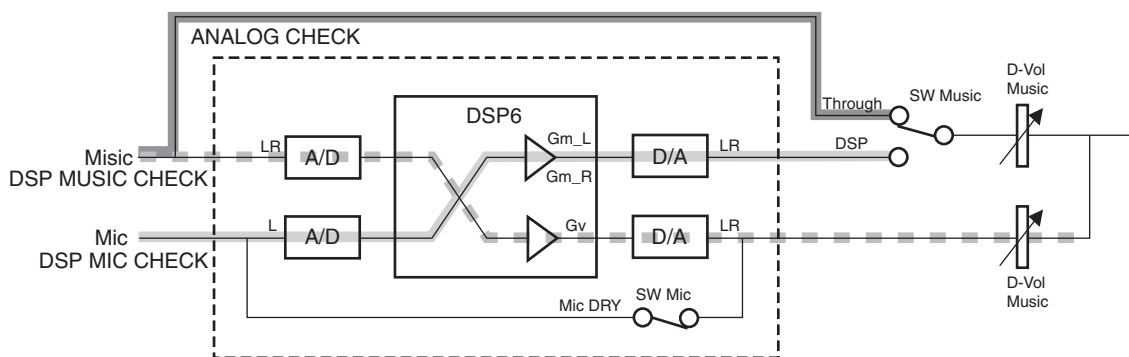 ANALOG CHECK
D-Vol
Music
SW Music
DSP6
Through
Gm_L
LR
A/D
D/A
LR
DSP
Misic
DSP MUSIC CHECK
Gm_R
Mic
DSP MIC CHECK
L
A/D
Gv
D/A
LR
Mic DRY
SW Mic
D-Vol
Music